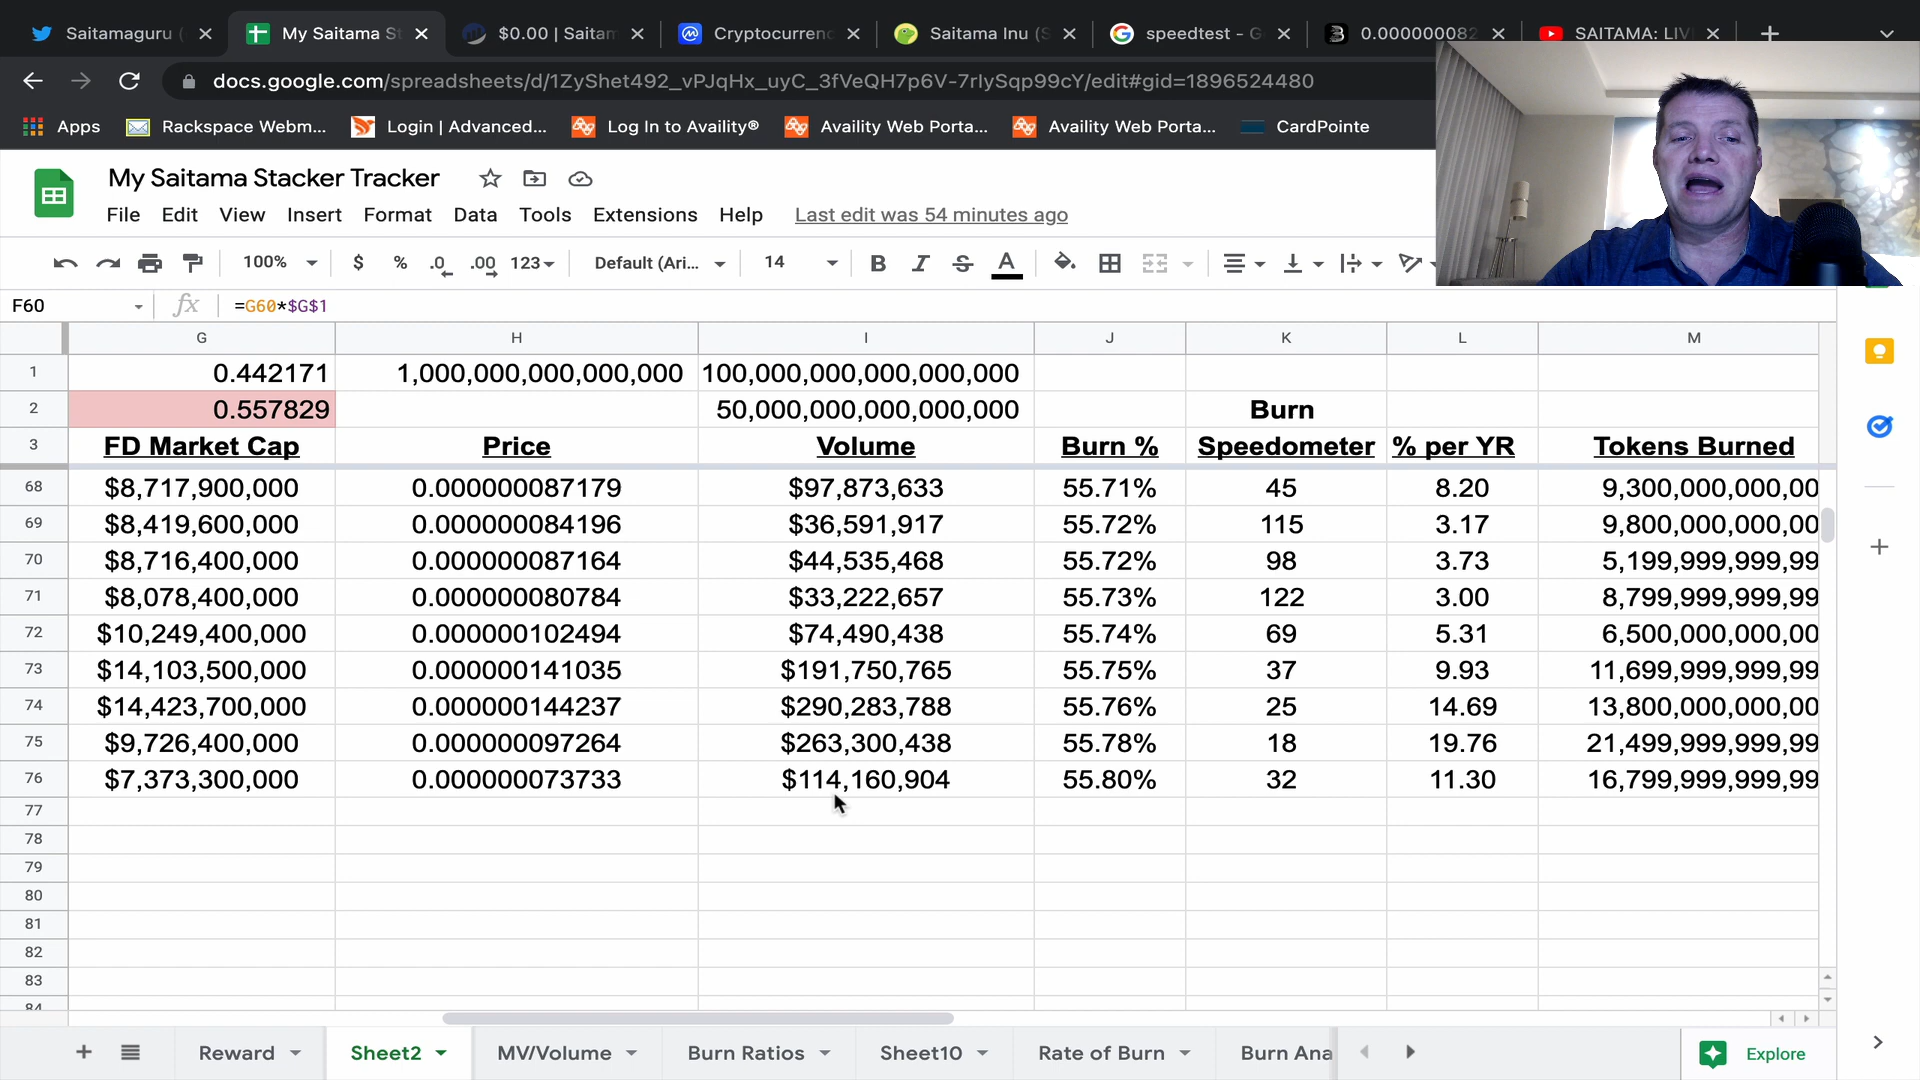 Saitamaguru (
My Saitama St
$0.00 | Saitam
Cryptocurrenc
Saitama Inu (S
speedtest - G
0.000000082
SAITAMA: LIV
docs.google.com/spreadsheets/d/1ZyShet492_vPJqHx_uyC_3fVeQH7p6V-7rIySqp99cY/edit#gid=1896524480
Apps
Rackspace Webm...
Login | Advanced...
Log In to Availity®
Availity Web Porta...
Availity Web Porta...
CardPointe
My Saitama Stacker Tracker
File Edit View Insert Format Data Tools Extensions Help Last edit was 54 minutes ago
100% $ % .0 .00 123 Default (Ari... 14 B I S A
F60 fx =G60*$G$1
G H I J K L M
1 0.442171 1,000,000,000,000,000 100,000,000,000,000,000
2 0.557829 50,000,000,000,000,000 Burn
3 FD Market Cap Price Volume Burn % Speedometer % per YR Tokens Burned
68 $8,717,900,000 0.000000087179 $97,873,633 55.71% 45 8.20 9,300,000,000,00
69 $8,419,600,000 0.000000084196 $36,591,917 55.72% 115 3.17 9,800,000,000,00
70 $8,716,400,000 0.000000087164 $44,535,468 55.72% 98 3.73 5,199,999,999,99
71 $8,078,400,000 0.000000080784 $33,222,657 55.73% 122 3.00 8,799,999,999,99
72 $10,249,400,000 0.000000102494 $74,490,438 55.74% 69 5.31 6,500,000,000,00
73 $14,103,500,000 0.000000141035 $191,750,765 55.75% 37 9.93 11,699,999,999,99
74 $14,423,700,000 0.000000144237 $290,283,788 55.76% 25 14.69 13,800,000,000,00
75 $9,726,400,000 0.000000097264 $263,300,438 55.78% 18 19.76 21,499,999,999,99
76 $7,373,300,000 0.000000073733 $114,160,904 55.80% 32 11.30 16,799,999,999,99
77
78
79
80
81
82
83
84
Reward Sheet2 MV/Volume Burn Ratios Sheet10 Rate of Burn Burn Ana Explore